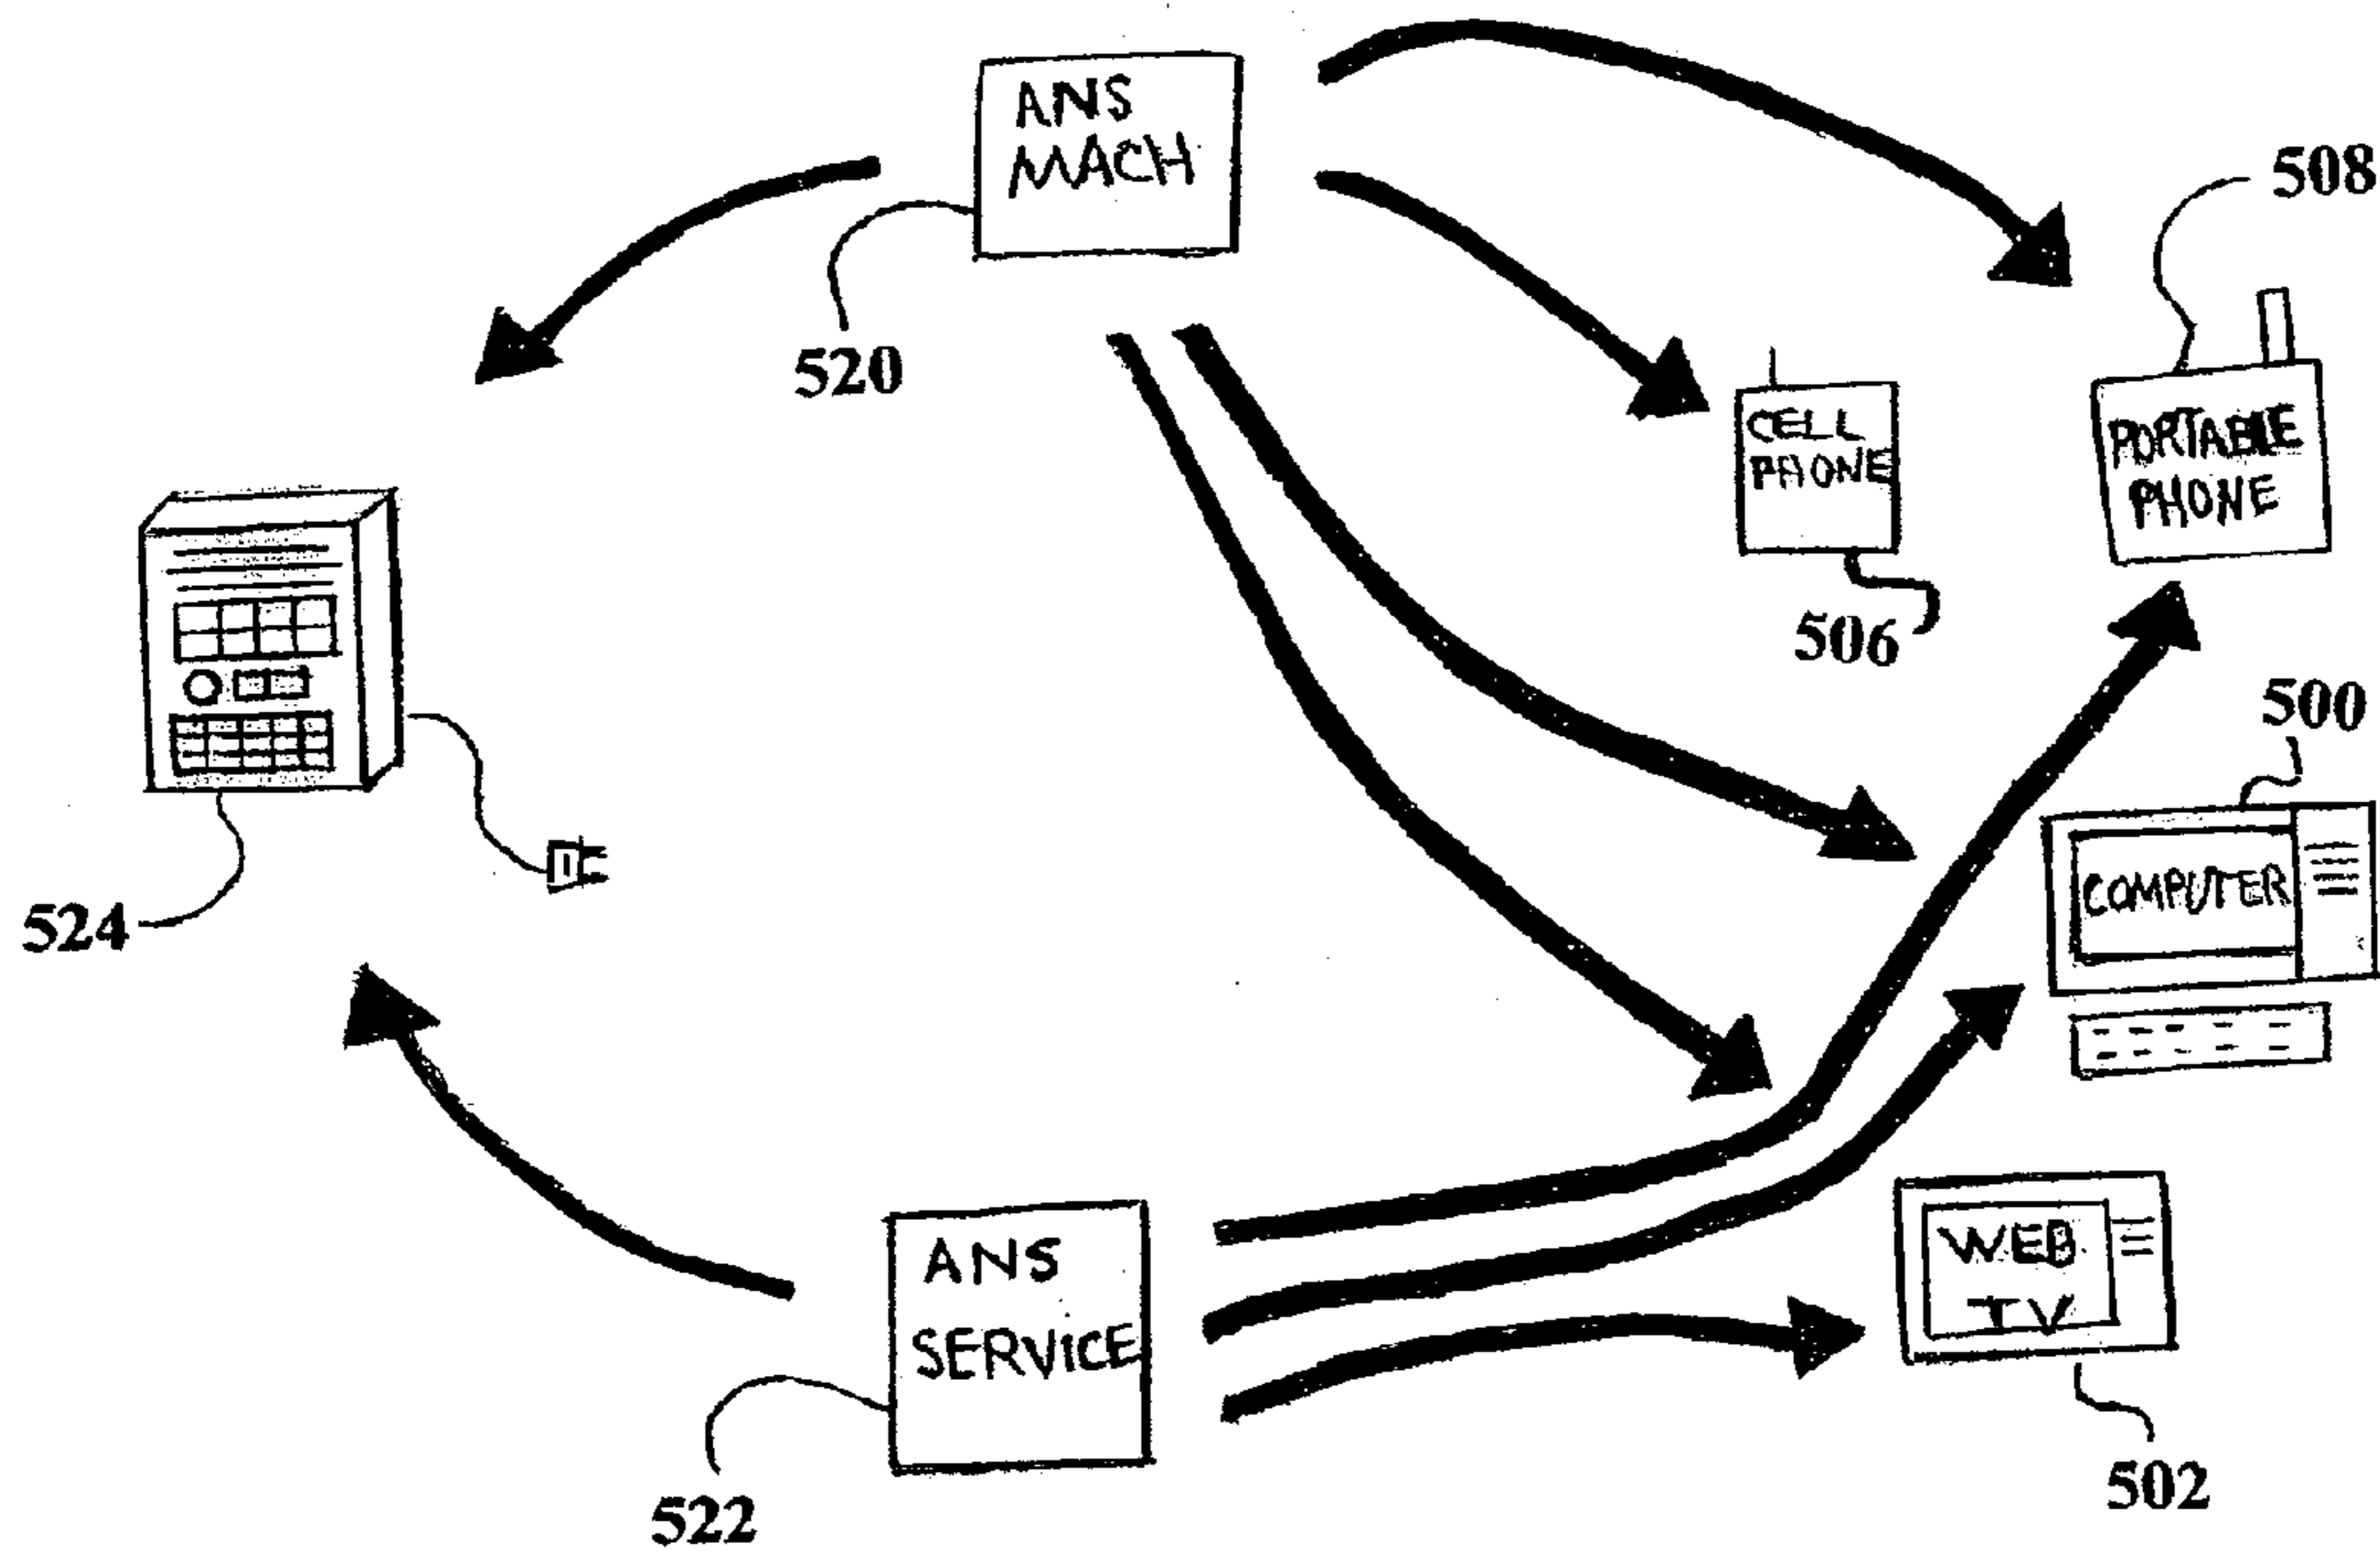 ANS
MACH
508
520
CELL
PHONE
PORTABLE
PHONE
506
500
COMPUTER
524
ANS
SERVICE
WEB
TV
522
502